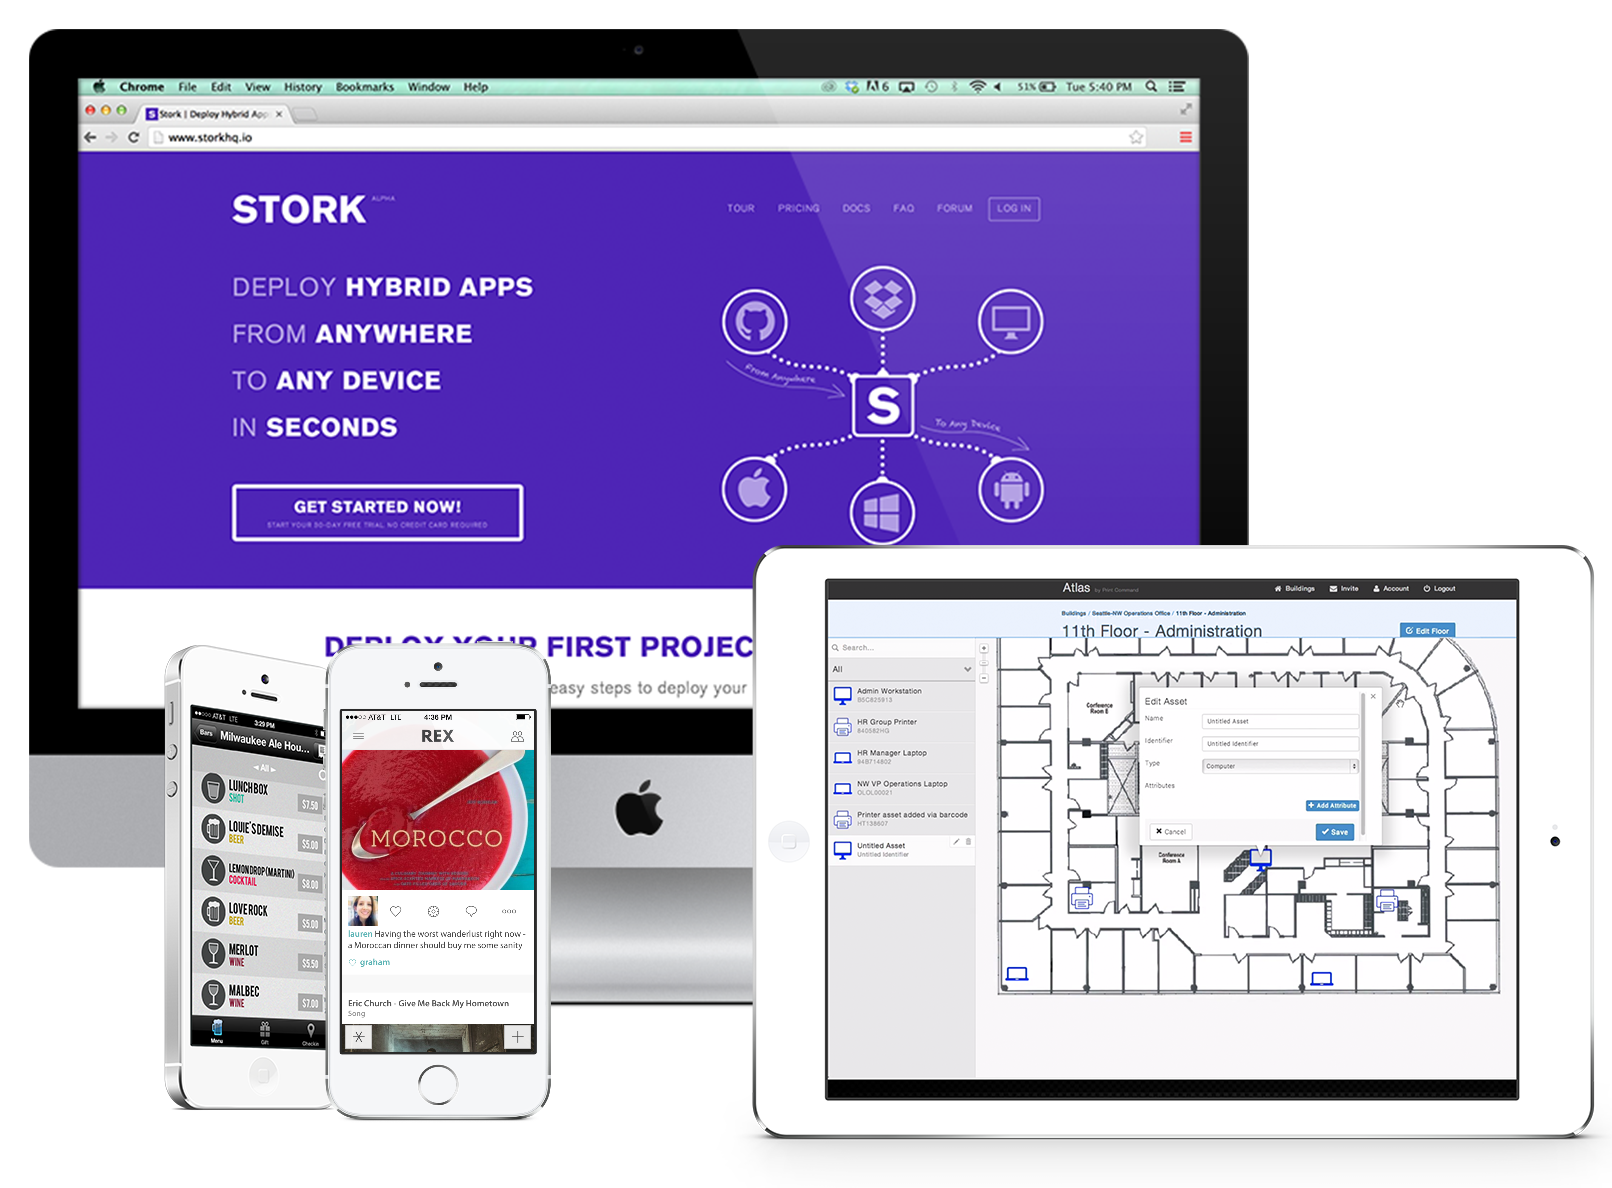 Chrome File Edit View History Bookmarks Window Help
6 51% Tue 5:40 PM
S Stork | Deploy Hybrid App
www.storkhq.io
STORK ALPHA
TOUR PRICING DOCS FAQ FORUM LOG IN
DEPLOY HYBRID APPS
FROM ANYWHERE
TO ANY DEVICE
IN SECONDS
GET STARTED NOW!
START YOUR 30-DAY FREE TRIAL. NO CREDIT CARD REQUIRED
From Anywhere
S
To Any Device
DEPLOY YOUR FIRST PROJEC
easy steps to deploy your
AT&T LTE 3:29 PM
Bars Milwaukee Ale Hou...
All
LUNCHBOX
SHOT
$7.50
LOUIE'S DEMISE
BEER
$5.00
LEMONDROP(MARTINI)
COCKTAIL
$8.00
LOVE ROCK
BEER
$5.00
MERLOT
WINE
$5.50
MALBEC
WINE
$7.00
Menu Gift Checkin
AT&T LTE 4:36 PM
REX
MOROCCO
lauren Having the worst wanderlust right now -
a Moroccan dinner should buy me some sanity
graham
Eric Church - Give Me Back My Hometown
Song
Atlas by Print Command
Buildings Invite Account Logout
Buildings / Seattle-NW Operations Office / 11th Floor - Administration
11th Floor - Administration
Edit Floor
Search...
All
Admin Workstation
BSC825913
HR Group Printer
840582HG
HR Manager Laptop
94B714802
NW VP Operations Laptop
OLOL00021
Printer asset added via barcode
HT138607
Untitled Asset
Untitled Identifier
Conference
Room E
Edit Asset
Name Untitled Asset
Identifier Untitled Identifier
Type Computer
Attributes
Add Attribute
Cancel Save
Conference
Room A